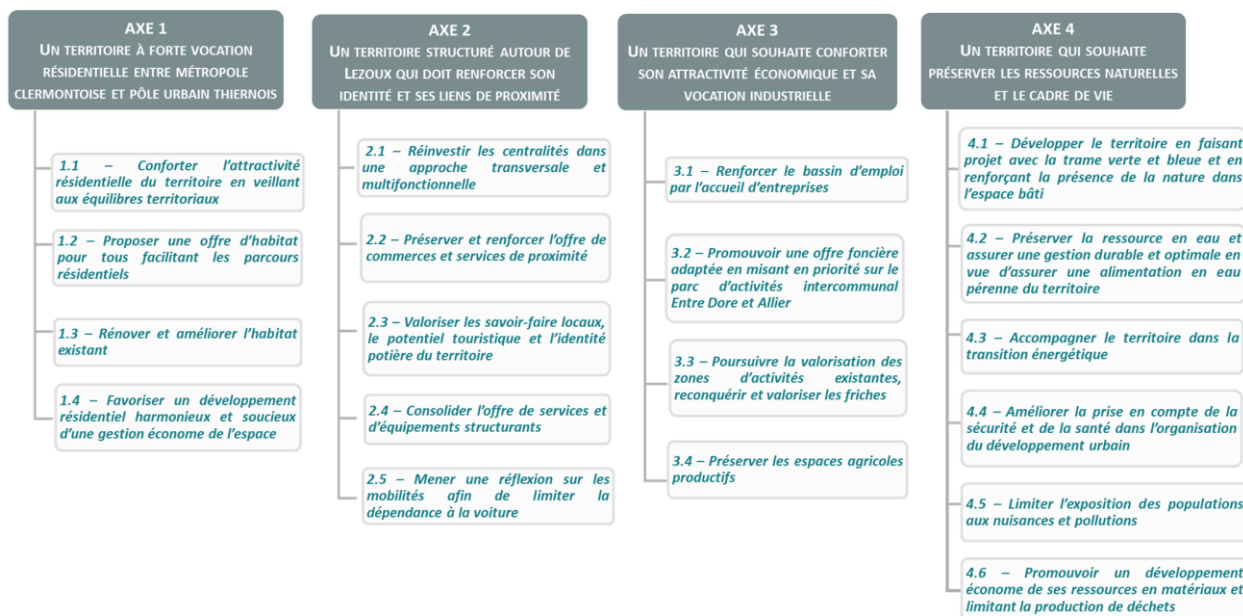 AXE 1
UN TERRITOIRE À FORTE VOCATION
RÉSIDENTIELLE ENTRE MÉTROPOLE
CLERMONTOISE ET PÔLE URBAIN THIERNOIS
1.1 – Conforter l'attractivité
résidentielle du territoire en veillant
aux équilibres territoriaux
1.2 – Proposer une offre d'habitat
pour tous facilitant les parcours
résidentiels
1.3 – Rénover et améliorer l'habitat
existant
1.4 – Favoriser un développement
résidentiel harmonieux et soucieux
d'une gestion économe de l'espace
AXE 2
UN TERRITOIRE STRUCTURÉ AUTOUR DE
LEZOUX QUI DOIT RENFORCER SON
IDENTITÉ ET SES LIENS DE PROXIMITÉ
2.1 – Réinvestir les centralités dans
une approche transversale et
multifonctionnelle
2.2 – Préserver et renforcer l'offre de
commerces et services de proximité
2.3 – Valoriser les savoir-faire locaux,
le potentiel touristique et l'identité
potière du territoire
2.4 – Consolider l'offre de services et
d'équipements structurants
2.5 – Mener une réflexion sur les
mobilités afin de limiter la
dépendance à la voiture
AXE 3
UN TERRITOIRE QUI SOUHAITE CONFORTER
SON ATTRACTIVITÉ ÉCONOMIQUE ET SA
VOCATION INDUSTRIELLE
3.1 – Renforcer le bassin d'emploi
par l'accueil d'entreprises
3.2 – Promouvoir une offre foncière
adaptée en misant en priorité sur le
parc d'activités intercommunal
Entre Dore et Allier
3.3 – Poursuivre la valorisation des
zones d'activités existantes,
reconquérir et valoriser les friches
3.4 – Préserver les espaces agricoles
productifs
AXE 4
UN TERRITOIRE QUI SOUHAITE
PRÉSERVER LES RESSOURCES NATURELLES
ET LE CADRE DE VIE
4.1 – Développer le territoire en faisant
projet avec la trame verte et bleue et en
renforçant la présence de la nature dans
l'espace bâti
4.2 – Préserver la ressource en eau et
assurer une gestion durable et optimale en
vue d'assurer une alimentation en eau
pérenne du territoire
4.3 – Accompagner le territoire dans la
transition énergétique
4.4 – Améliorer la prise en compte de la
sécurité et de la santé dans l'organisation
du développement urbain
4.5 – Limiter l'exposition des populations
aux nuisances et pollutions
4.6 – Promouvoir un développement
économe de ses ressources en matériaux et
limitant la production de déchets